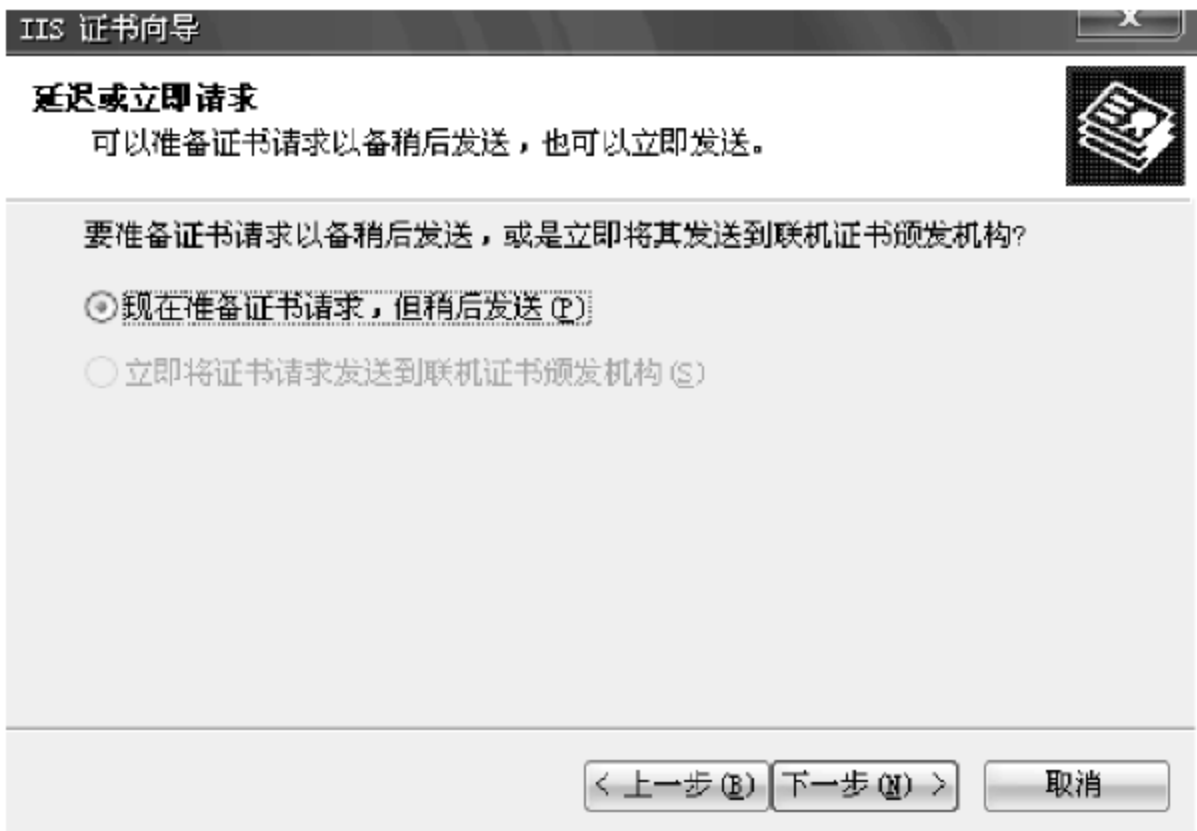 IIS 证书向导
X
延迟或立即请求
可以准备证书请求以备稍后发送，也可以立即发送。
要准备证书请求以备稍后发送，或是立即将其发送到联机证书颁发机构?
现在准备证书请求，但稍后发送(P)
立即将证书请求发送到联机证书颁发机构(S)
< 上一步(B) 下一步(N) > 取消